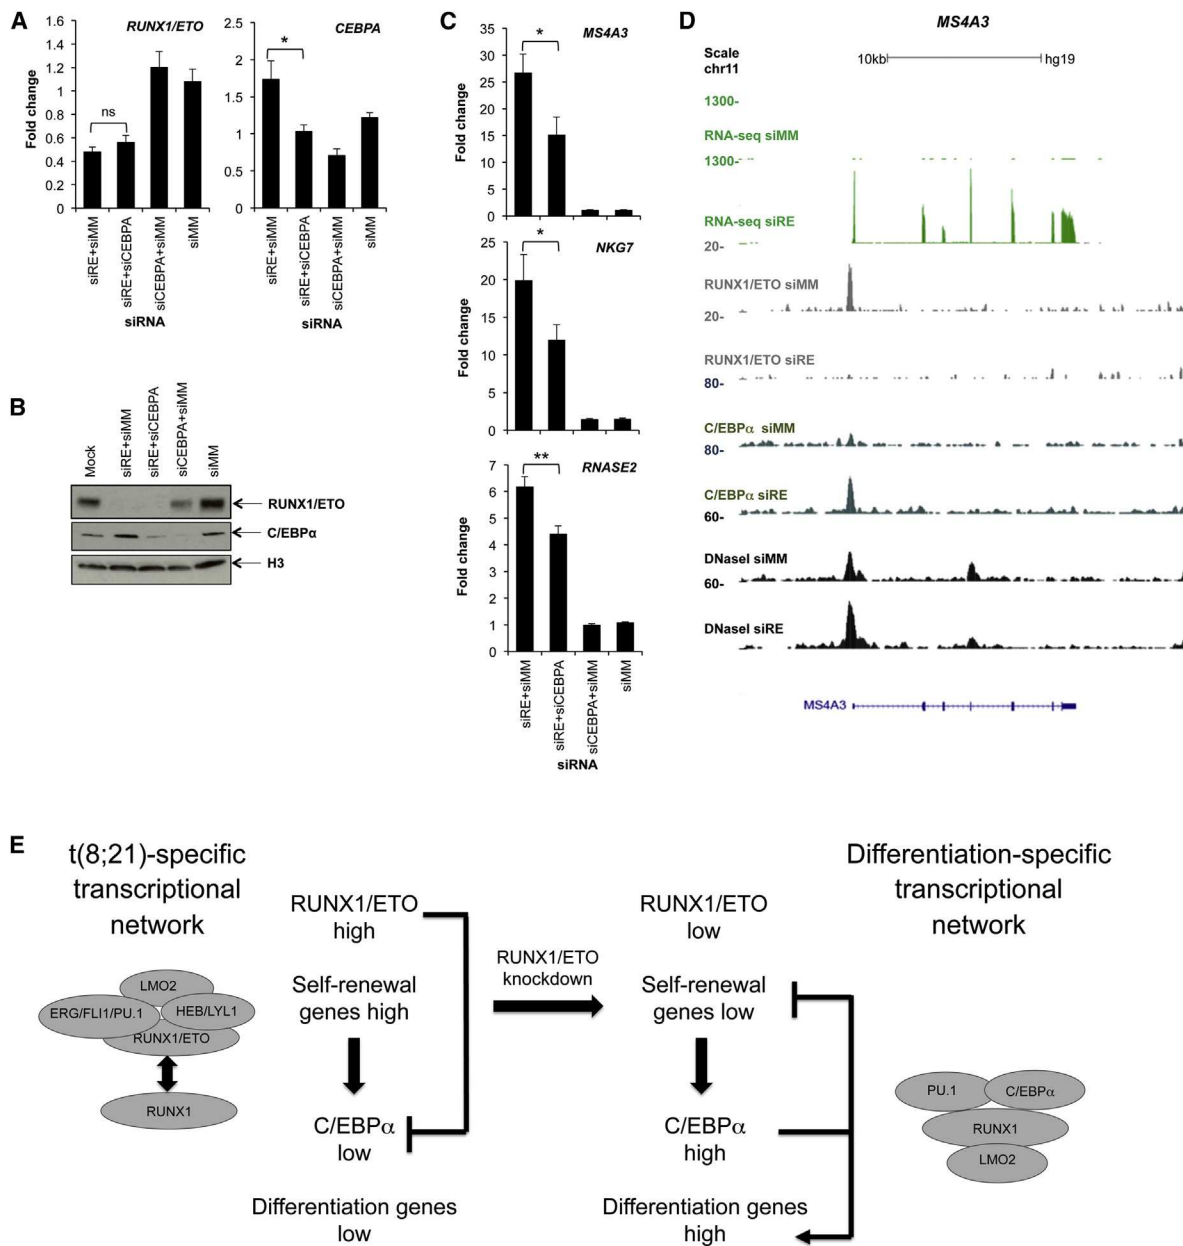 A
RUNX1/ETO
Fold change
1.6
1.4
1.2
1
0.8
0.6
0.4
0.2
0
ns
siRE+siMM
siRE+siCEBPA
siCEBPA+siMM
siMM
siRNA
CEBPA
2.5
2
1.5
1
0.5
0
*
siRE+siMM
siRE+siCEBPA
siCEBPA+siMM
siMM
siRNA
B
Mock
siRE+siMM
siRE+siCEBPA
siCEBPA+siMM
siMM
RUNX1/ETO
C/EBPα
H3
C
MS4A3
Fold change
35
30
25
20
15
10
5
0
*
NKG7
Fold change
25
20
15
10
5
0
*
RNASE2
Fold change
7
6
5
4
3
2
1
0
**
siRE+siMM
siRE+siCEBPA
siCEBPA+siMM
siMM
siRNA
D
MS4A3
Scale
chr11
10kb
hg19
1300-
RNA-seq siMM
1300-
RNA-seq siRE
20-
RUNX1/ETO siMM
20-
RUNX1/ETO siRE
80-
C/EBPα siMM
80-
C/EBPα siRE
60-
DNaseI siMM
60-
DNaseI siRE
MS4A3
E
t(8;21)-specific
transcriptional
network
LMO2
ERG/FLI1/PU.1
HEB/LYL1
RUNX1/ETO
RUNX1
RUNX1/ETO
high
Self-renewal
genes high
C/EBPα
low
Differentiation genes
low
RUNX1/ETO
knockdown
RUNX1/ETO
low
Self-renewal
genes low
C/EBPα
high
Differentiation genes
high
Differentiation-specific
transcriptional
network
PU.1
C/EBPα
RUNX1
LMO2